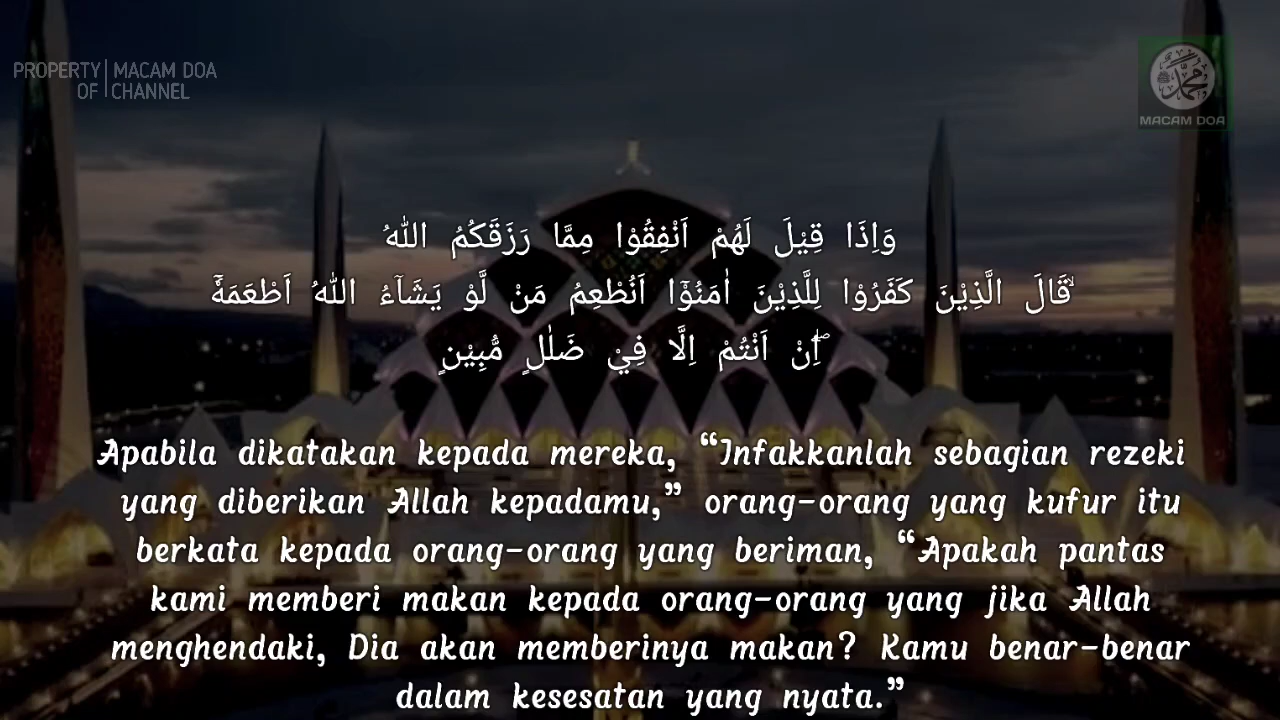 PROPERTY | MACAM DOA
OF | CHANNEL
MACAM DOA
وَاِذَا قِيْلَ لَهُمْ اَنْفِقُوْا مِمَّا رَزَقَكُمُ اللّٰهُ
ۙقَالَ الَّذِيْنَ كَفَرُوْا لِلَّذِيْنَ اٰمَنُوْٓا اَنُطْعِمُ مَنْ لَّوْ يَشَاۤءُ اللّٰهُ اَطْعَمَهٗٓ
ۖاِنْ اَنْتُمْ اِلَّا فِيْ ضَلٰلٍ مُّبِيْنٍ
Apabila dikatakan kepada mereka, “Infakkanlah sebagian rezeki
yang diberikan Allah kepadamu,” orang-orang yang kufur itu
berkata kepada orang-orang yang beriman, “Apakah pantas
kami memberi makan kepada orang-orang yang jika Allah
menghendaki, Dia akan memberinya makan? Kamu benar-benar
dalam kesesatan yang nyata.”